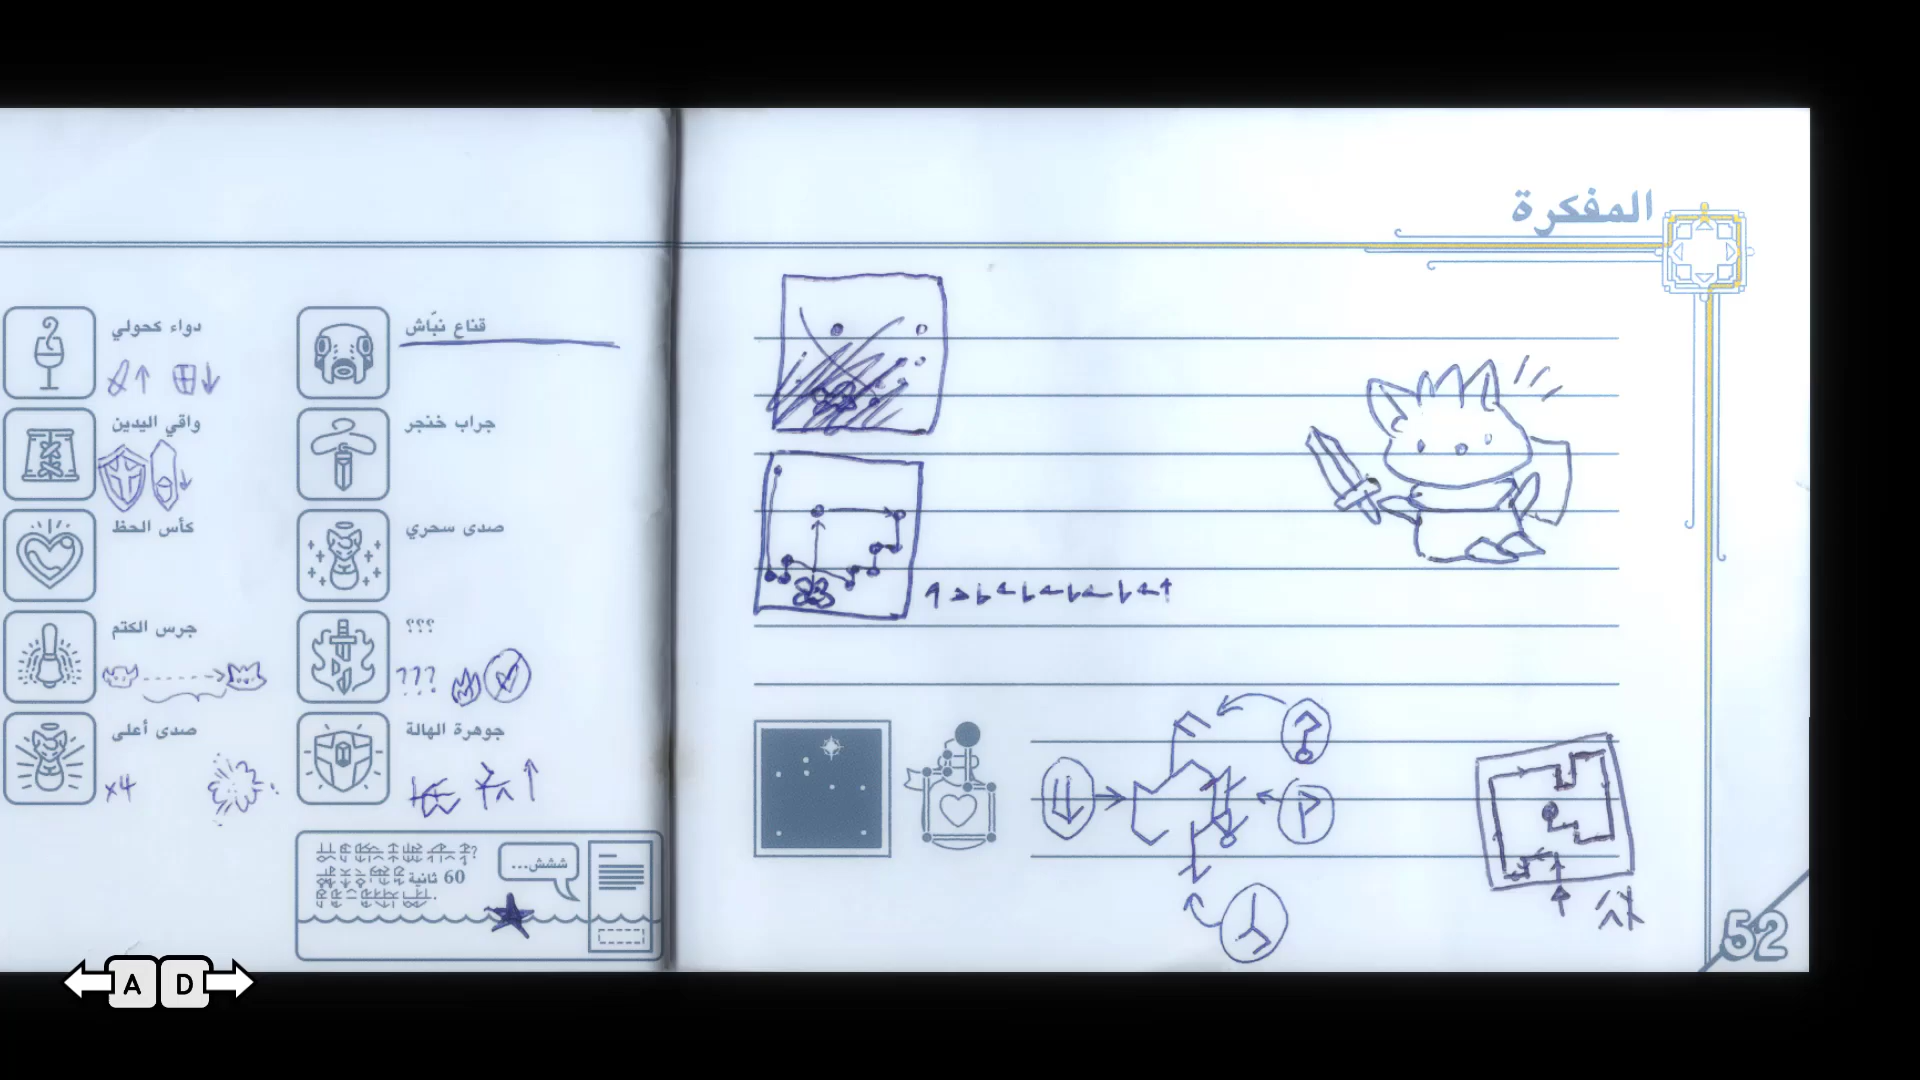 المفكرة
قناع نبّاش
جراب خنجر
صدى سحري
؟؟؟
???
جوهرة الهالة
دواء كحولي
واقي اليدين
كأس الحظ
جرس الكتم
صدى أعلى
x4
60 ثانية
ششش...
52
A D